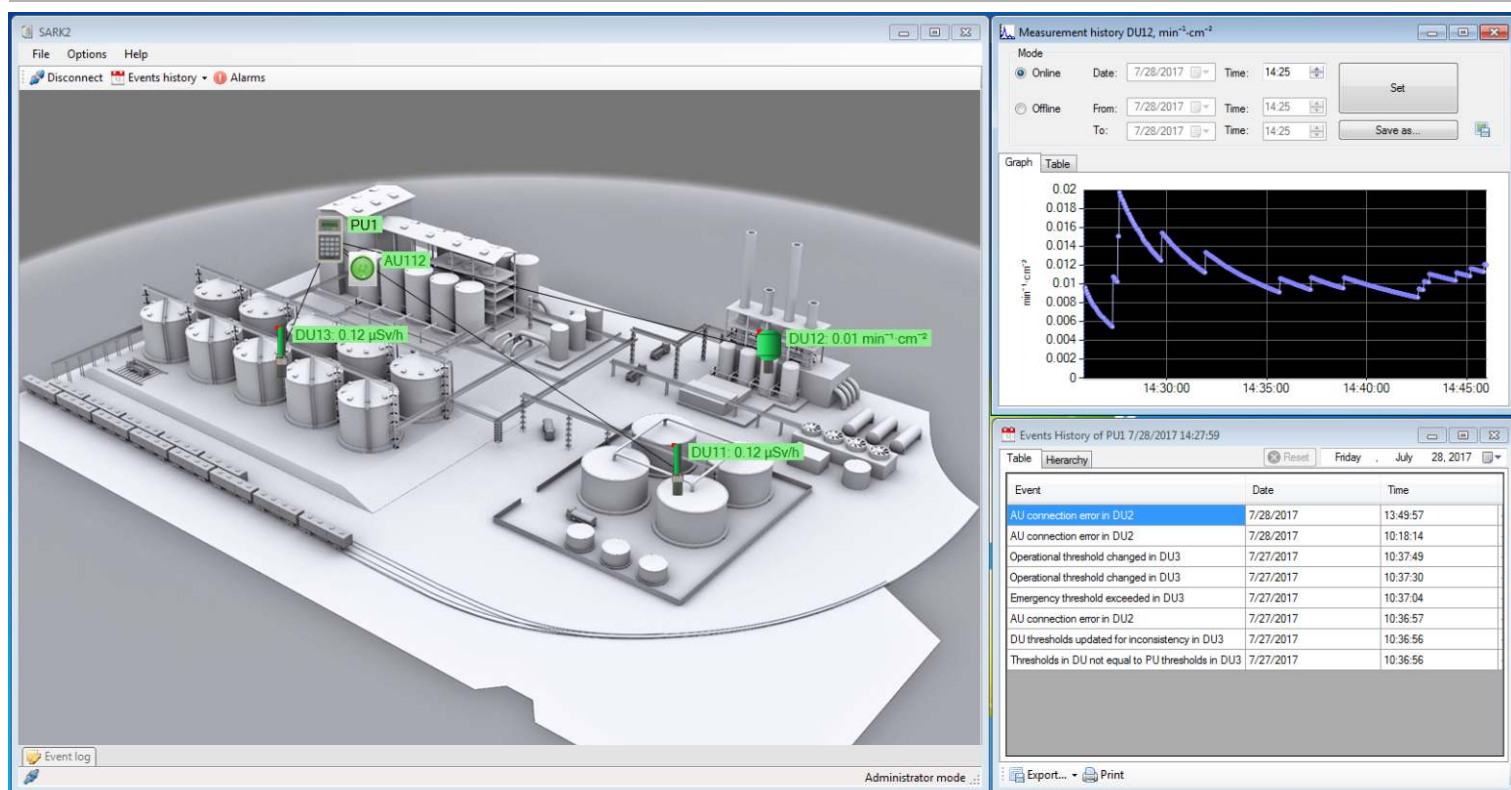 SARK2
File Options Help
Disconnect Events history Alarms
PU1
AU112
DU13: 0.12 µSv/h
DU12: 0.01 min⁻¹·cm⁻²
DU11: 0.12 µSv/h
Event log
Administrator mode
Measurement history DU12, min⁻¹·cm⁻²
Mode
Online Date: 7/28/2017 Time: 14:25
Set
Offline From: 7/28/2017 Time: 14:25
To: 7/28/2017 Time: 14:25 Save as...
Graph Table
0.02
0.018
0.016
0.014
0.012
0.01
0.008
0.006
0.004
0.002
0
min⁻¹·cm⁻²
14:30:00 14:35:00 14:40:00 14:45:00
Events History of PU1 7/28/2017 14:27:59
Table Hierarchy Reset Friday , July 28, 2017
Event Date Time
AU connection error in DU2 7/28/2017 13:49:57
AU connection error in DU2 7/28/2017 10:18:14
Operational threshold changed in DU3 7/27/2017 10:37:49
Operational threshold changed in DU3 7/27/2017 10:37:30
Emergency threshold exceeded in DU3 7/27/2017 10:37:04
AU connection error in DU2 7/27/2017 10:36:57
DU thresholds updated for inconsistency in DU3 7/27/2017 10:36:56
Thresholds in DU not equal to PU thresholds in DU3 7/27/2017 10:36:56
Export... Print